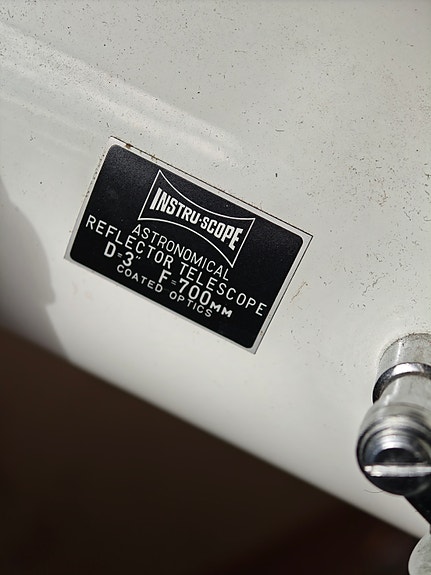 INSTRU-SCOPE
ASTRONOMICAL
REFLECTOR TELESCOPE
D=3" F=700MM
COATED OPTICS